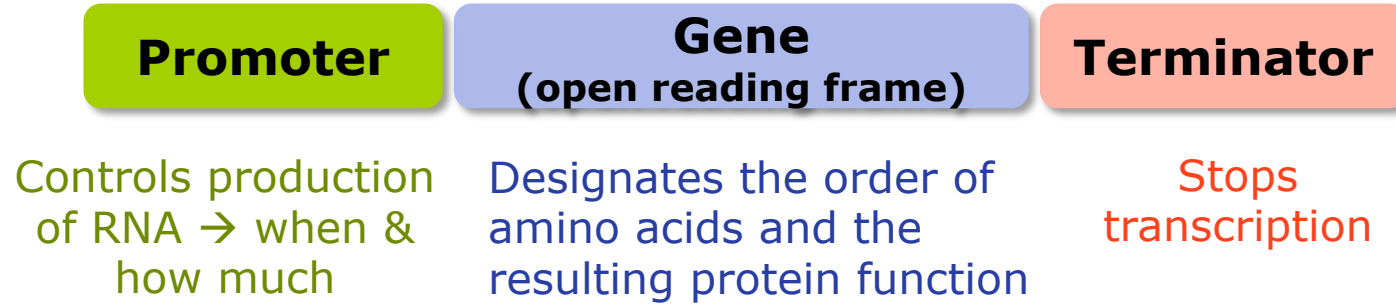 Promoter
Gene
(open reading frame)
Terminator
Controls production
of RNA → when &
how much
Designates the order of
amino acids and the
resulting protein function
Stops
transcription